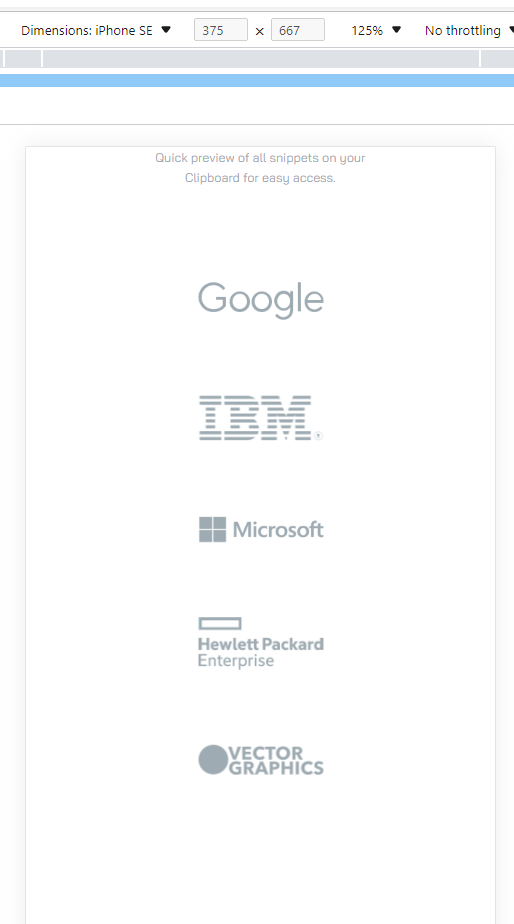 Dimensions: iPhone SE 375 × 667 125% No throttling
Quick preview of all snippets on your
Clipboard for easy access.
Google
IBM®
Microsoft
Hewlett Packard
Enterprise
VECTOR
GRAPHICS